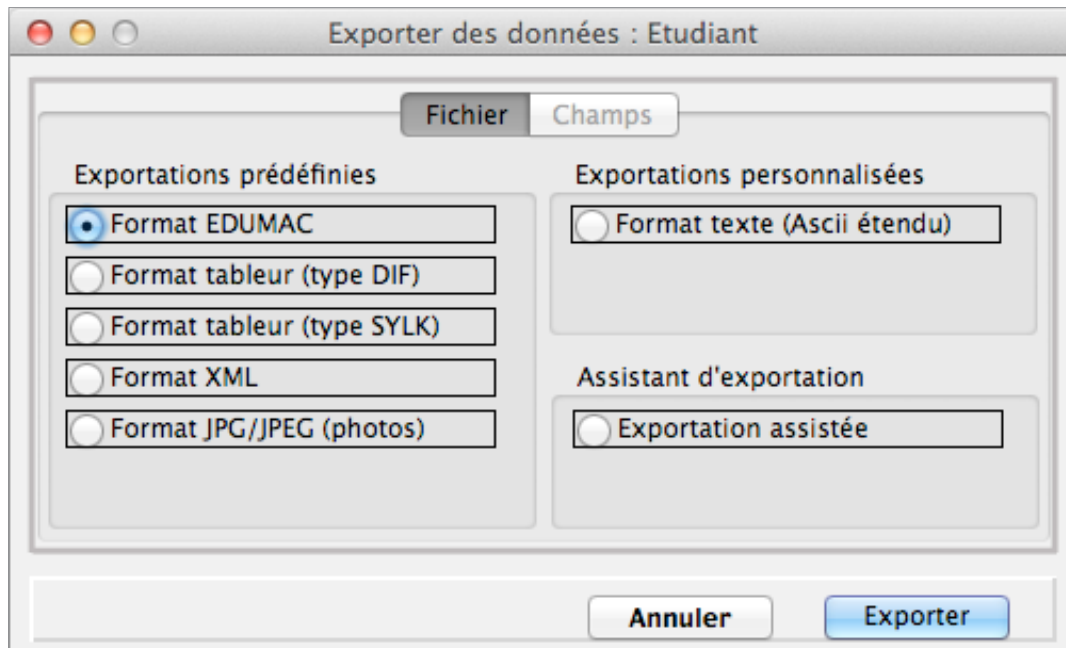 Exporter des données : Etudiant
Fichier
Champs
Exportations prédéfinies
Format EDUMAC
Format tableur (type DIF)
Format tableur (type SYLK)
Format XML
Format JPG/JPEG (photos)
Exportations personnalisées
Format texte (Ascii étendu)
Assistant d'exportation
Exportation assistée
Annuler
Exporter